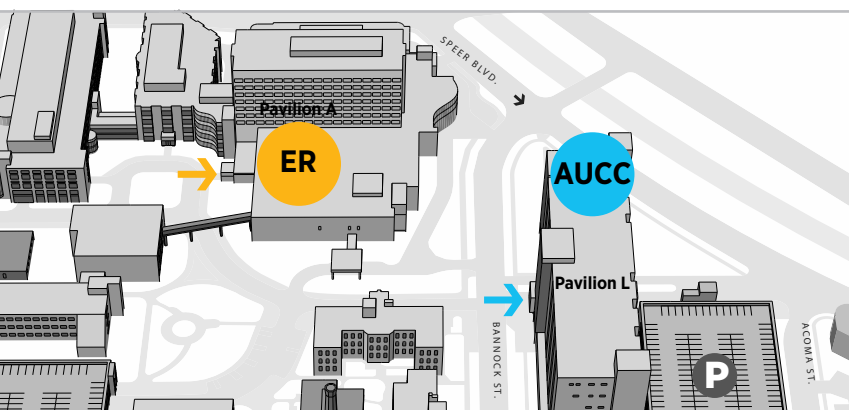 SPEER BLVD.
Pavilion A
ER
AUCC
Pavilion L
BANNOCK ST.
ACOMA ST.
P